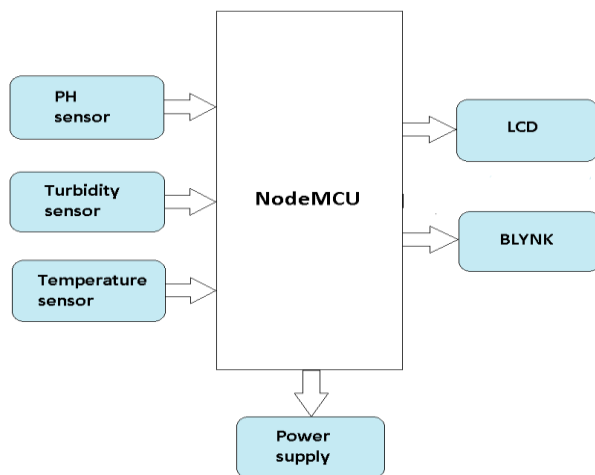 PH
sensor
Turbidity
sensor
Temperature
sensor
NodeMCU
LCD
BLYNK
Power
supply